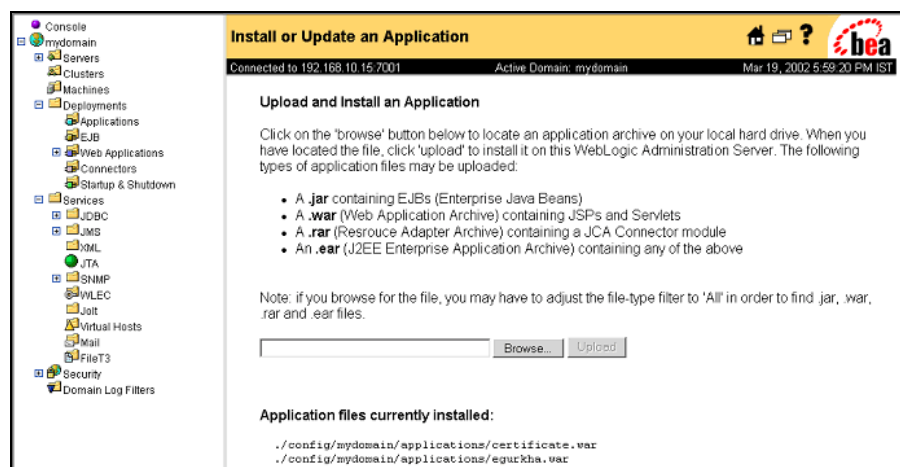 Console
mydomain
Servers
Clusters
Machines
Deployments
Applications
EJB
Web Applications
Connectors
Startup & Shutdown
Services
JDBC
JMS
XML
JTA
SNMP
WLEC
Jolt
Virtual Hosts
Mail
FileT3
Security
Domain Log Filters
Install or Update an Application
?
bea
Connected to 192.168.10.15:7001 Active Domain: mydomain Mar 19, 2002 5:59:20 PM IST
Upload and Install an Application
Click on the 'browse' button below to locate an application archive on your local hard drive. When you
have located the file, click 'upload' to install it on this WebLogic Administration Server. The following
types of application files may be uploaded:
• A .jar containing EJBs (Enterprise Java Beans)
• A .war (Web Application Archive) containing JSPs and Servlets
• A .rar (Resrouce Adapter Archive) containing a JCA Connector module
• An .ear (J2EE Enterprise Application Archive) containing any of the above
Note: if you browse for the file, you may have to adjust the file-type filter to 'All' in order to find .jar, .war,
.rar and .ear files.
Browse... Upload
Application files currently installed:
./config/mydomain/applications/certificate.war
./config/mydomain/applications/egurkha.war